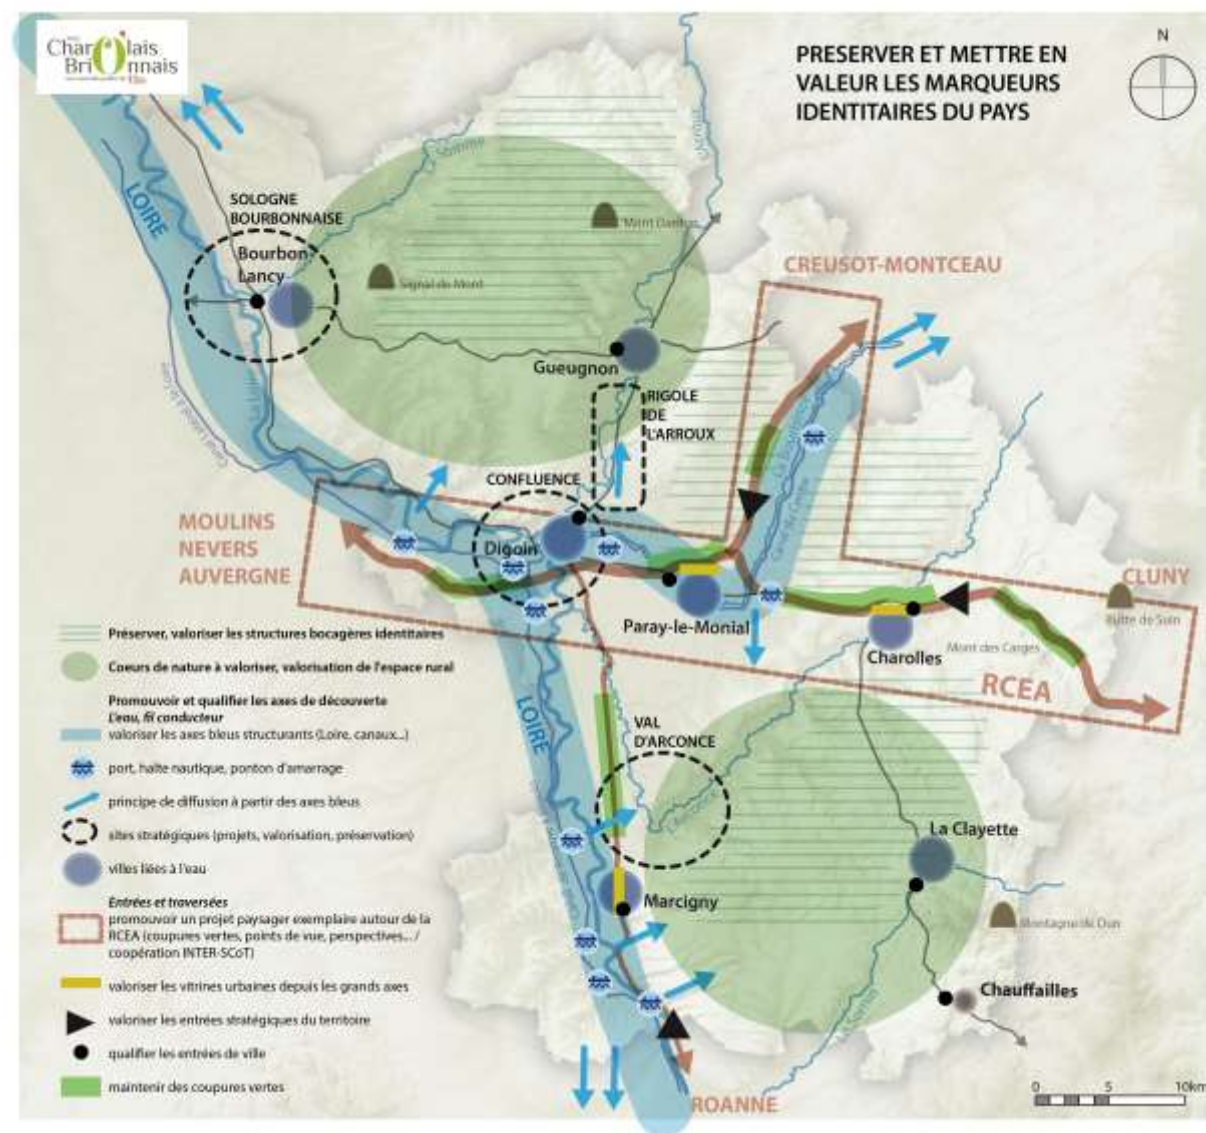 Charolais
Brionnais
PRESERVER ET METTRE EN
VALEUR LES MARQUEURS
IDENTITAIRES DU PAYS
N
LOIRE
SOLOGNE
BOURBONNAISE
Bourbon
Lancy
Signal de Mont
Mont Dardon
CREUSOT-MONTCEAU
Gueugnon
RIGOLE
DE
L'ARROUX
CONFLUENCE
MOULINS
NEVERS
AUVERGNE
Digoin
CLUNY
Butte de Suin
Paray-le-Monial
Charolles
Mont des Carges
RCEA
LOIRE
VAL
D'ARCONCE
L'Arconce
La Clayette
Marcigny
Montagne de Dun
Chauffailles
ROANNE
Préserver, valoriser les structures bocagères identitaires
Coeurs de nature à valoriser, valorisation de l'espace rural
Promouvoir et qualifier les axes de découverte
L'eau, fil conducteur
valoriser les axes bleus structurants (Loire, canaux...)
port, halte nautique, ponton d'amarrage
principe de diffusion à partir des axes bleus
sites stratégiques (projets, valorisation, préservation)
villes liées à l'eau
Entrées et traversées
promouvoir un projet paysager exemplaire autour de la
RCEA (coupures vertes, points de vue, perspectives... /
coopération INTER-SCoT)
valoriser les vitrines urbaines depuis les grands axes
valoriser les entrées stratégiques du territoire
qualifier les entrées de ville
maintenir des coupures vertes
0 5 10km